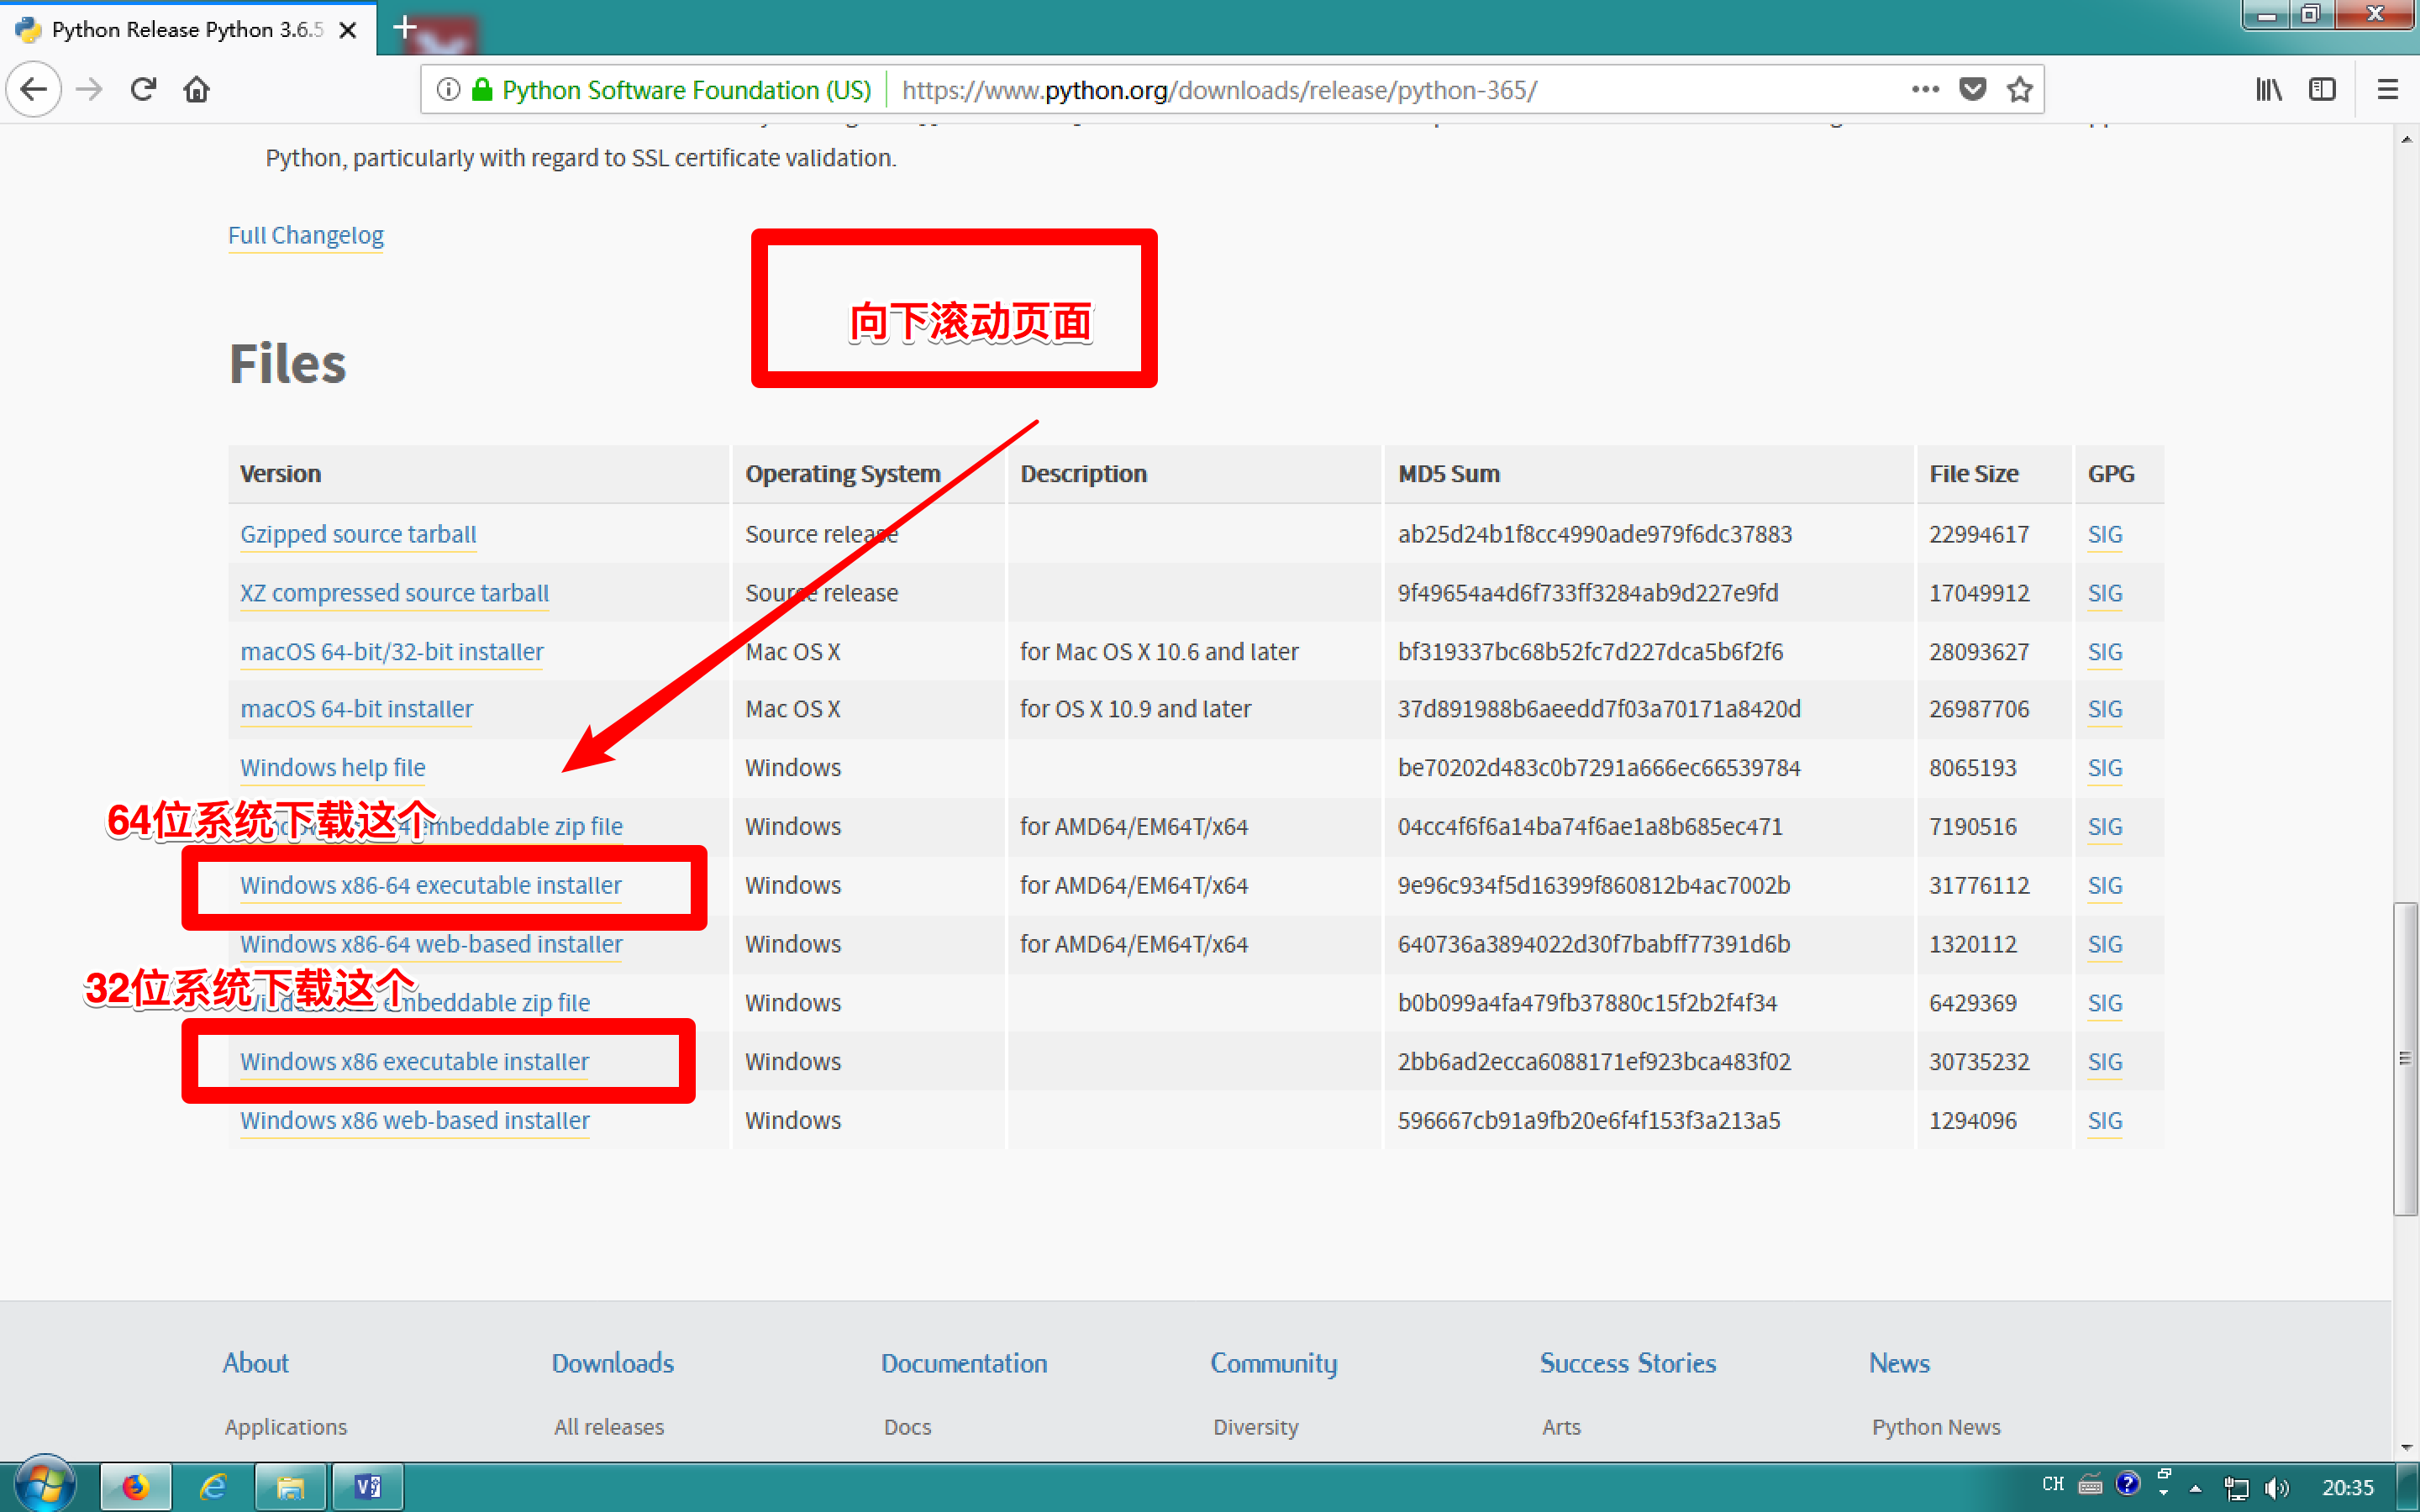 Python Release Python 3.6.5
Python Software Foundation (US) https://www.python.org/downloads/release/python-365/
Python, particularly with regard to SSL certificate validation.
Full Changelog
向下滚动页面
Files
Version Operating System Description MD5 Sum File Size GPG
Gzipped source tarball Source release ab25d24b1f8cc4990ade979f6dc37883 22994617 SIG
XZ compressed source tarball Source release 9f49654a4d6f733ff3284ab9d227e9fd 17049912 SIG
macOS 64-bit/32-bit installer Mac OS X for Mac OS X 10.6 and later bf319337bc68b52fc7d227dca5b6f2f6 28093627 SIG
macOS 64-bit installer Mac OS X for OS X 10.9 and later 37d891988b6aeedd7f03a70171a8420d 26987706 SIG
Windows help file Windows be70202d483c0b7291a666ec66539784 8065193 SIG
64位系统下载这个
embeddable zip file Windows for AMD64/EM64T/x64 04cc4f6f6a14ba74f6ae1a8b685ec471 7190516 SIG
Windows x86-64 executable installer Windows for AMD64/EM64T/x64 9e96c934f5d16399f860812b4ac7002b 31776112 SIG
Windows x86-64 web-based installer Windows for AMD64/EM64T/x64 640736a3894022d30f7babff77391d6b 1320112 SIG
32位系统下载这个
embeddable zip file Windows b0b099a4fa479fb37880c15f2b2f4f34 6429369 SIG
Windows x86 executable installer Windows 2bb6ad2ecca6088171ef923bca483f02 30735232 SIG
Windows x86 web-based installer Windows 596667cb91a9fb20e6f4f153f3a213a5 1294096 SIG
About Downloads Documentation Community Success Stories News
Applications All releases Docs Diversity Arts Python News
CH 20:35